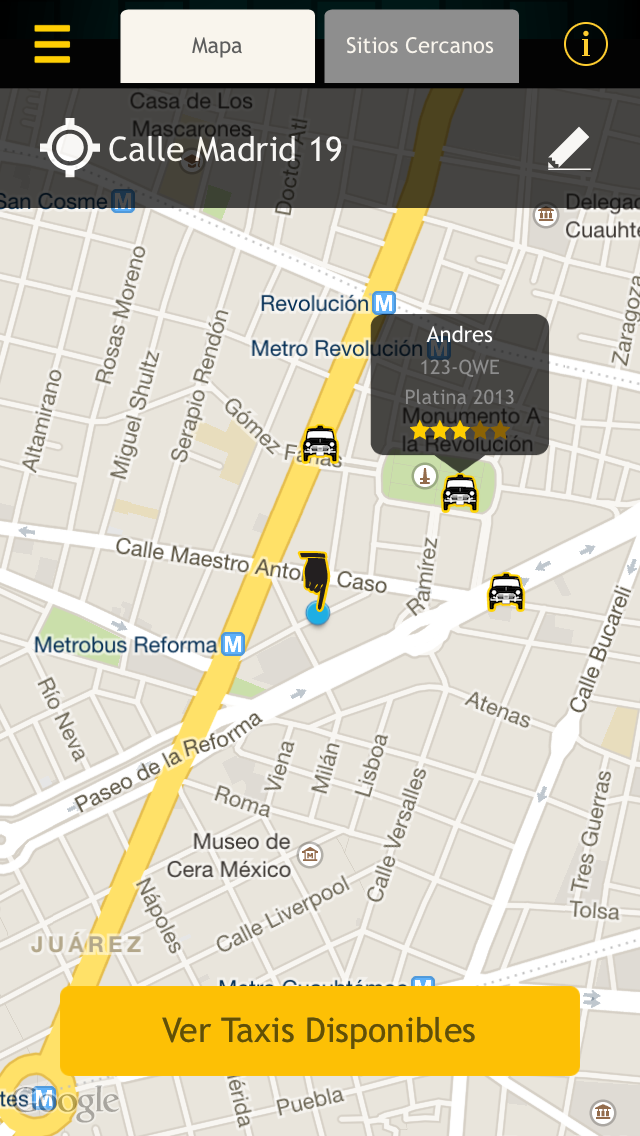 Mapa
Sitios Cercanos
i
Casa de Los
Mascarones
Calle Madrid 19
Doctor Atl
San Cosme M
Delegac
Cuauhte
Rosas Moreno
Revolución M
Zaragoza
Metro Revolución M
Andres
123-QWE
Platina 2013
Miguel Shultz
Serapio Rendón
Altamirano
Gómez Farías
Monumento A
la Revolución
Calle Maestro Antonio Caso
Ramírez
Metrobus Reforma M
Calle Bucareli
Río Neva
Atenas
Paseo de la Reforma
Viena
Milán
Lisboa
Roma
Calle Versalles
Museo de
Cera México
Tres Guerras
Nápoles
Calle Liverpool
Tolsa
JUÁREZ
Metro Cuauhtémoc M
Ver Taxis Disponibles
tes M
Google
Mérida
Puebla